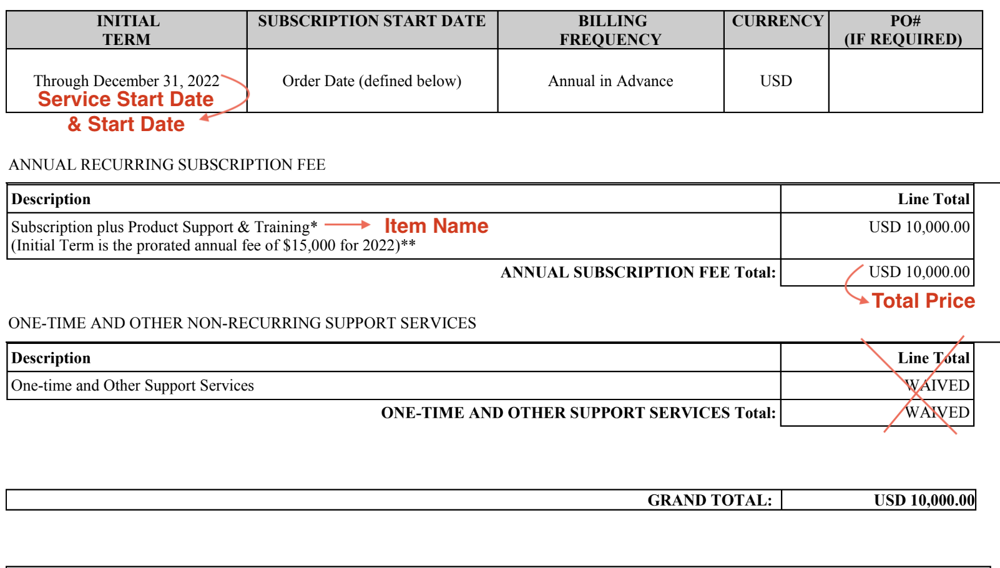 INITIAL TERM
SUBSCRIPTION START DATE
BILLING FREQUENCY
CURRENCY
PO# (IF REQUIRED)
Through December 31, 2022
Order Date (defined below)
Annual in Advance
USD
Service Start Date
& Start Date
ANNUAL RECURRING SUBSCRIPTION FEE
Description Line Total
Subscription plus Product Support & Training* Item Name USD 10,000.00
(Initial Term is the prorated annual fee of $15,000 for 2022)**
ANNUAL SUBSCRIPTION FEE Total: USD 10,000.00
Total Price
ONE-TIME AND OTHER NON-RECURRING SUPPORT SERVICES
Description Line Total
One-time and Other Support Services WAIVED
ONE-TIME AND OTHER SUPPORT SERVICES Total: WAIVED
GRAND TOTAL: USD 10,000.00